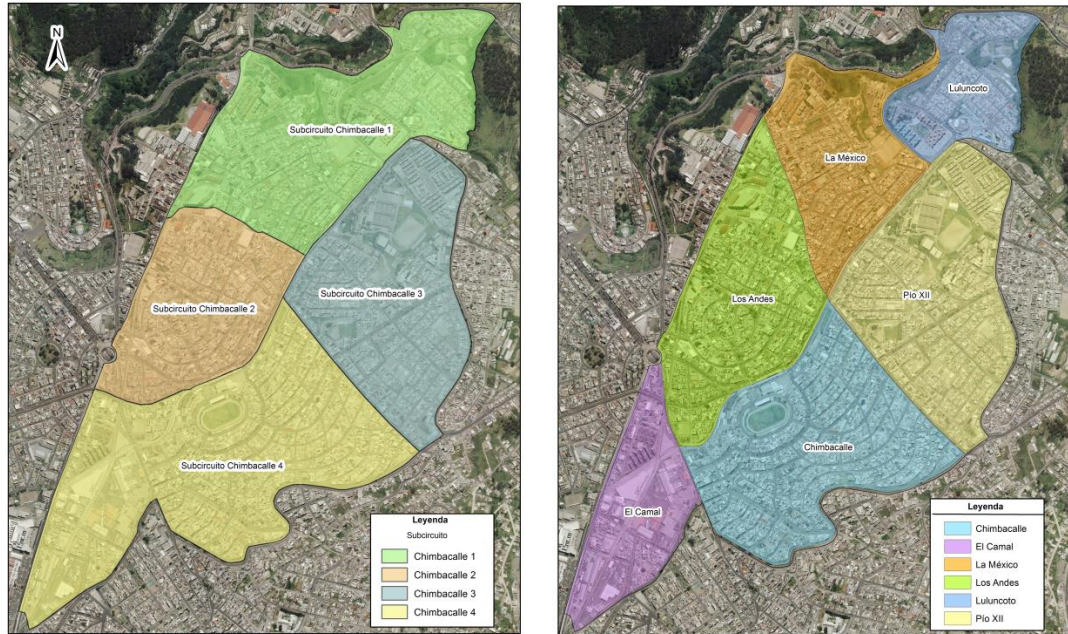 N
Subcircuito Chimbacalle 1
Subcircuito Chimbacalle 3
Subcircuito Chimbacalle 2
Subcircuito Chimbacalle 4
Leyenda
Subcircuito
Chimbacalle 1
Chimbacalle 2
Chimbacalle 3
Chimbacalle 4
Luluncoto
La México
Los Andes
Pío XII
Chimbacalle
El Camal
Leyenda
Chimbacalle
El Camal
La México
Los Andes
Luluncoto
Pío XII